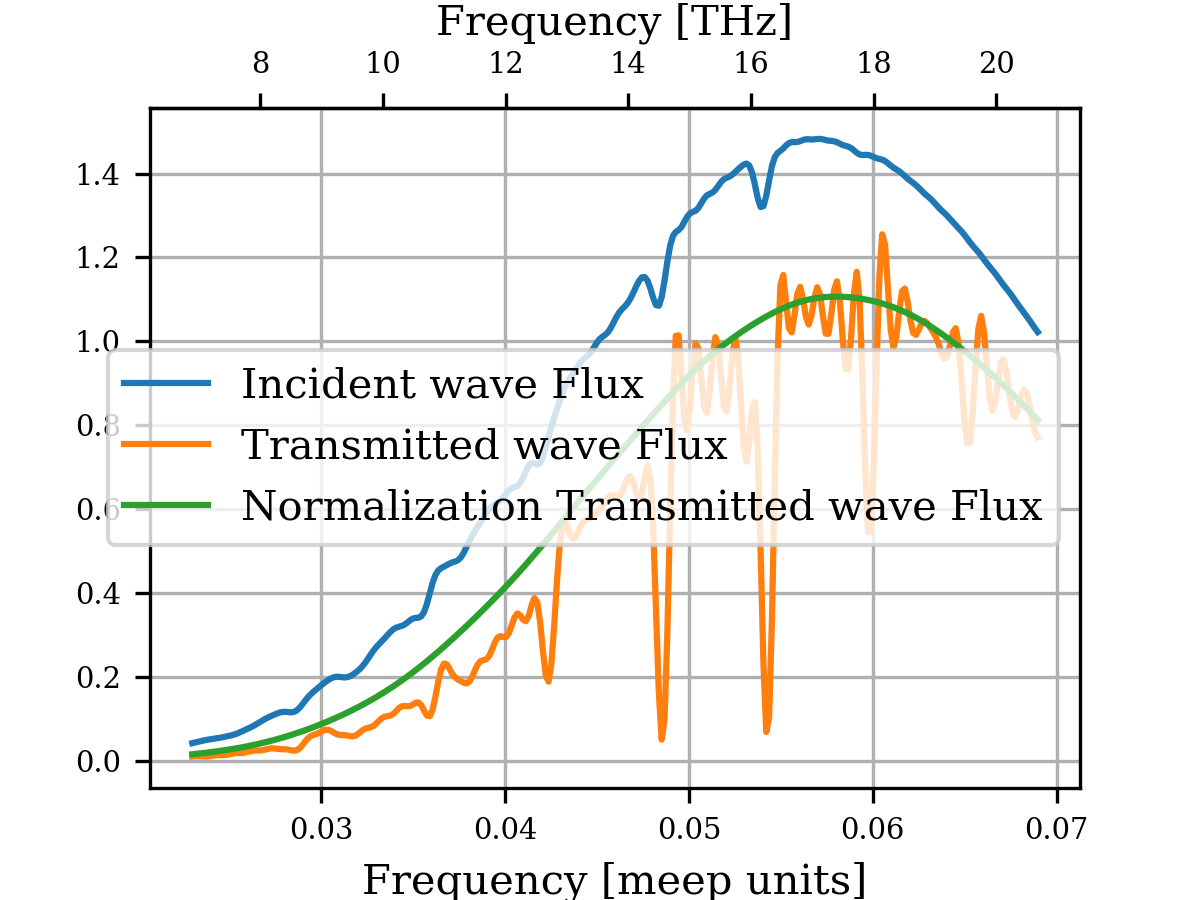 Frequency [THz]
8 10 12 14 16 18 20
1.4
1.2
1.0
0.8
0.6
0.4
0.2
0.0
Incident wave Flux
Transmitted wave Flux
Normalization Transmitted wave Flux
0.03 0.04 0.05 0.06 0.07
Frequency [meep units]